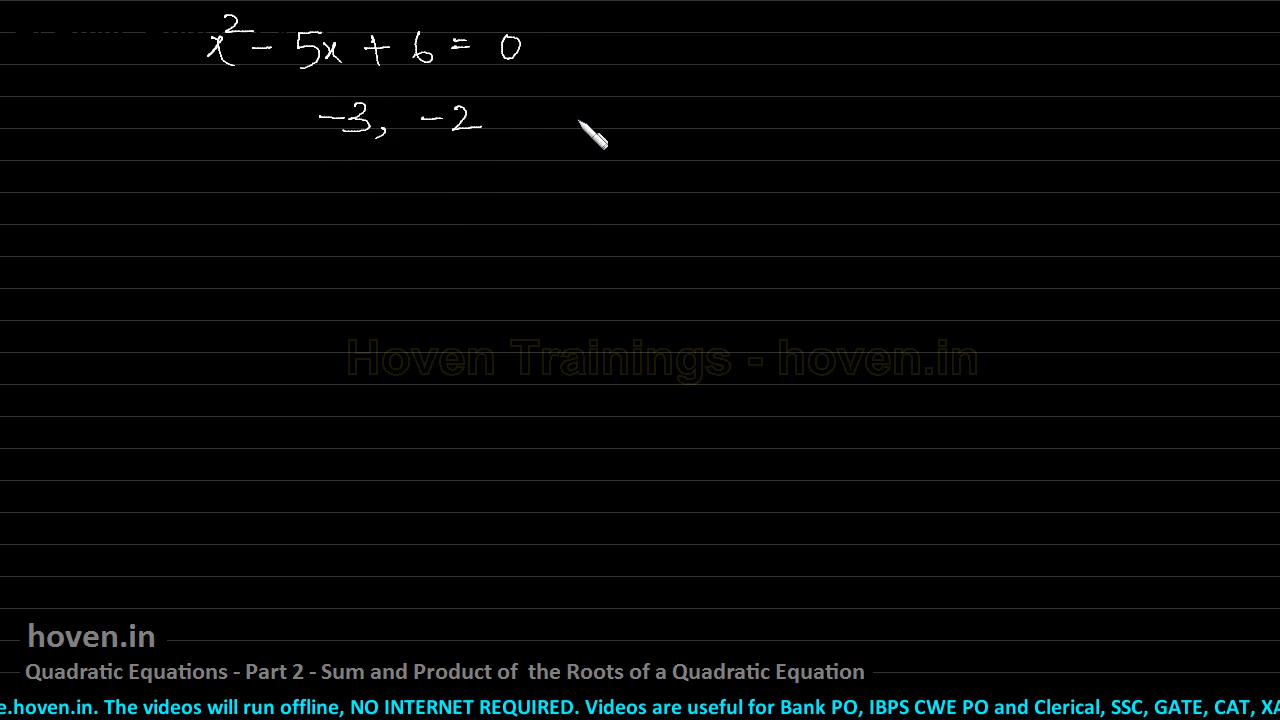 x² - 5x + 6 = 0
-3, -2
Hoven Trainings - hoven.in
hoven.in
Quadratic Equations - Part 2 - Sum and Product of the Roots of a Quadratic Equation
e.hoven.in. The videos will run offline, NO INTERNET REQUIRED. Videos are useful for Bank PO, IBPS CWE PO and Clerical, SSC, GATE, CAT, XA